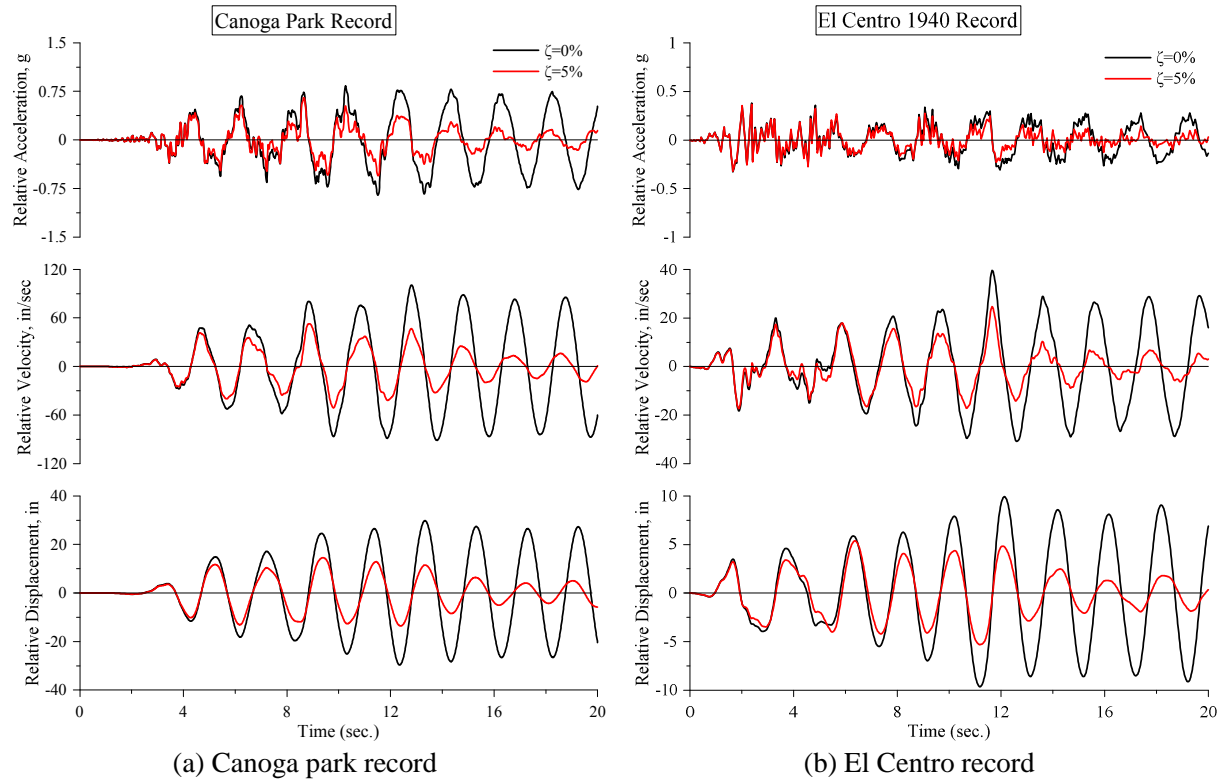 Canoga Park Record
Relative Acceleration, g
1.5
0.75
0
-0.75
-1.5
ζ=0%
ζ=5%
Relative Velocity, in/sec
120
60
0
-60
-120
Relative Displacement, in
40
20
0
-20
-40
0 4 8 12 16 20
Time (sec.)
(a) Canoga park record
El Centro 1940 Record
Relative Acceleration, g
1
0.5
0
-0.5
-1
ζ=0%
ζ=5%
Relative Velocity, in/sec
40
20
0
-20
-40
Relative Displacement, in
10
5
0
-5
-10
0 4 8 12 16 20
Time (sec.)
(b) El Centro record